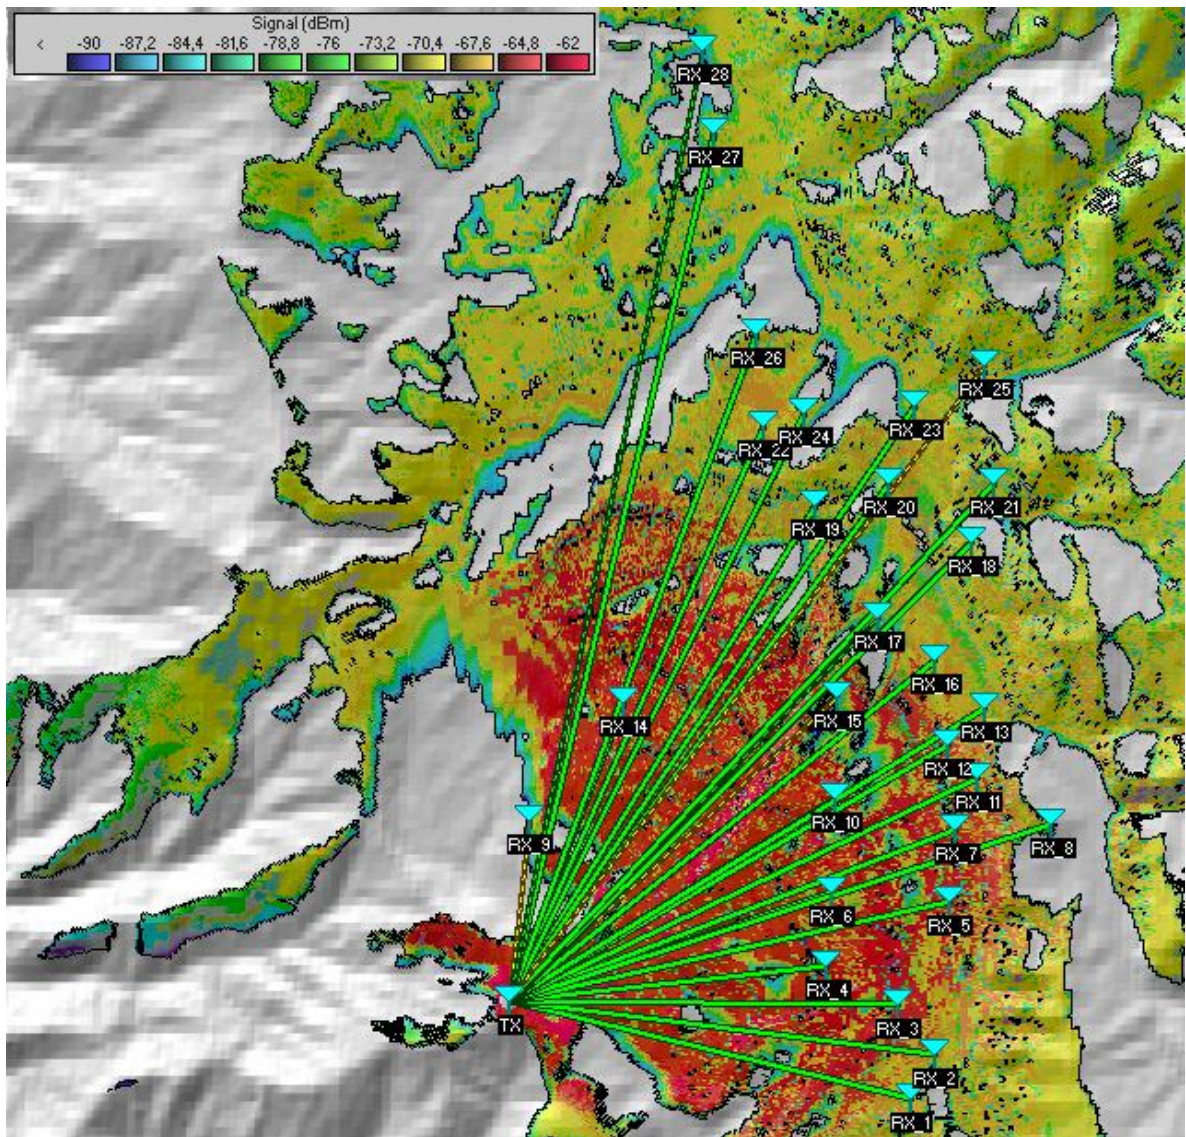 Signal (dBm)
< -90 -87,2 -84,4 -81,6 -78,8 -76 -73,2 -70,4 -67,6 -64,8 -62
RX_28
RX_27
RX_26
RX_25
RX_24
RX_23
RX_22
RX_20
RX_21
RX_19
RX_18
RX_17
RX_16
RX_15
RX_14
RX_13
RX_12
RX_11
RX_10
RX_9
RX_8
RX_7
RX_6
RX_5
RX_4
TX
RX_3
RX_2
RX_1